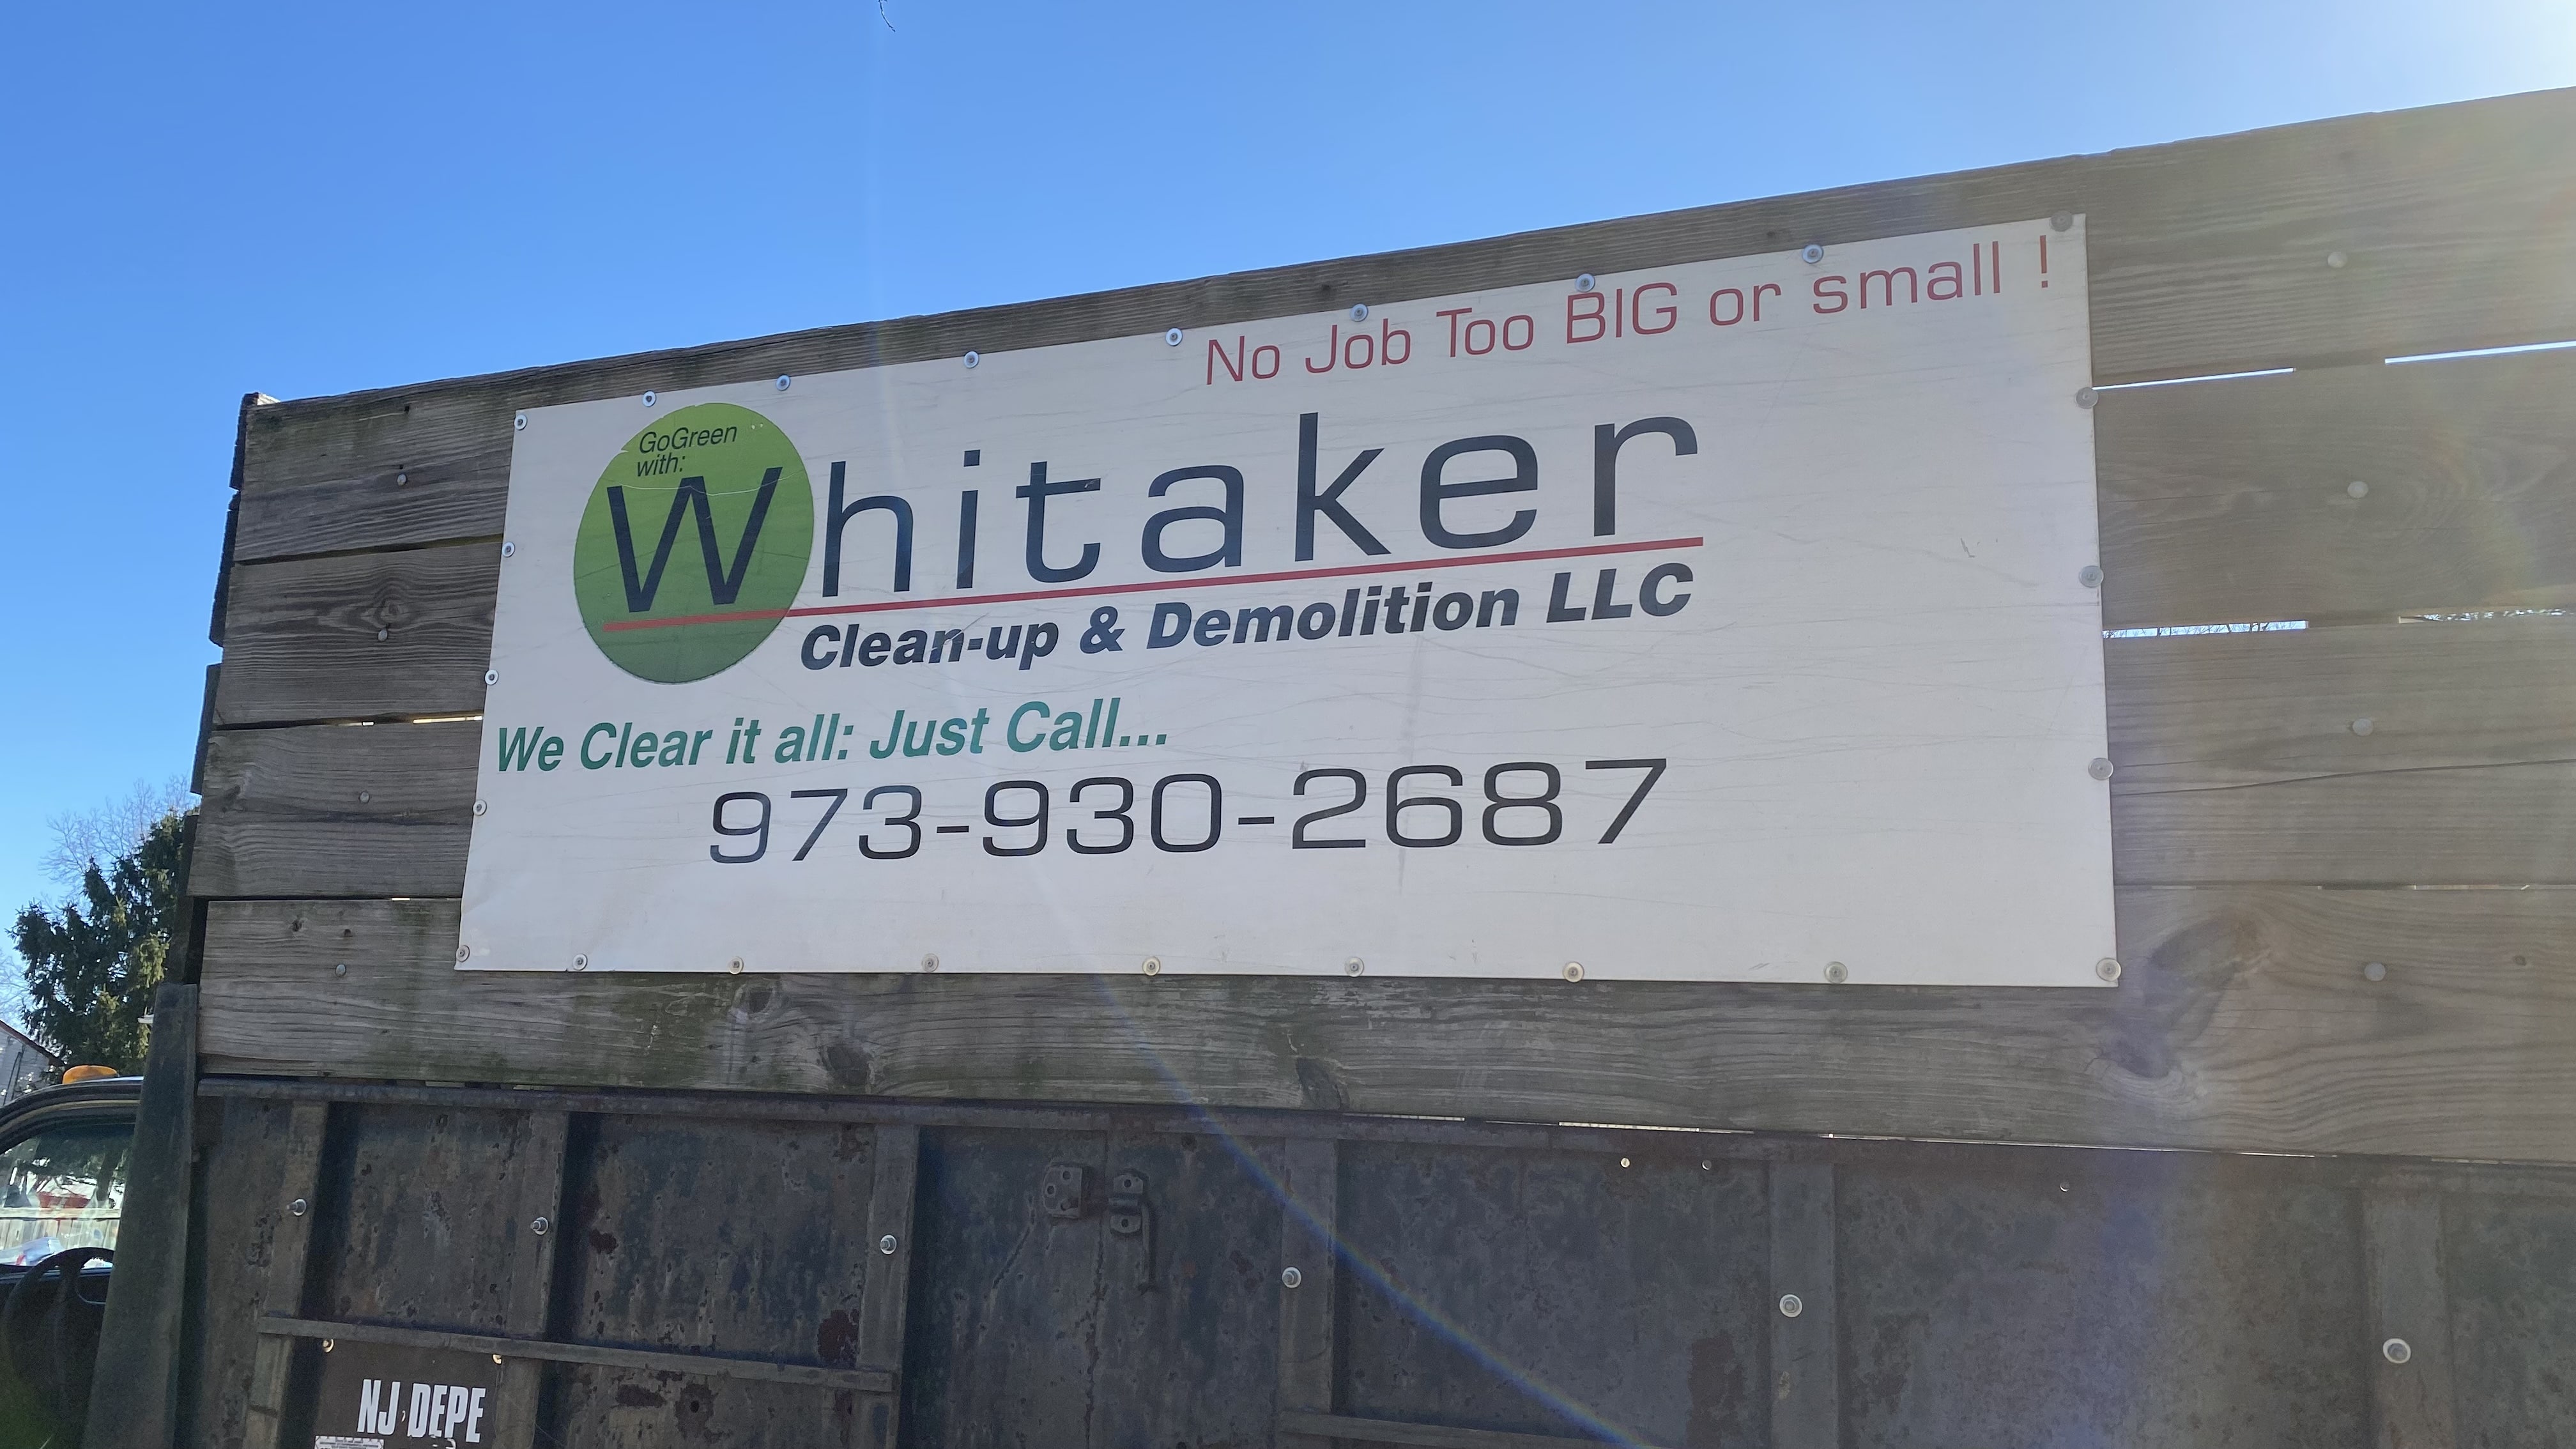 No Job Too BIG or small !
GoGreen
with:
Whitaker
Clean-up & Demolition LLC
We Clear it all: Just Call...
973-930-2687
NJ DEPE